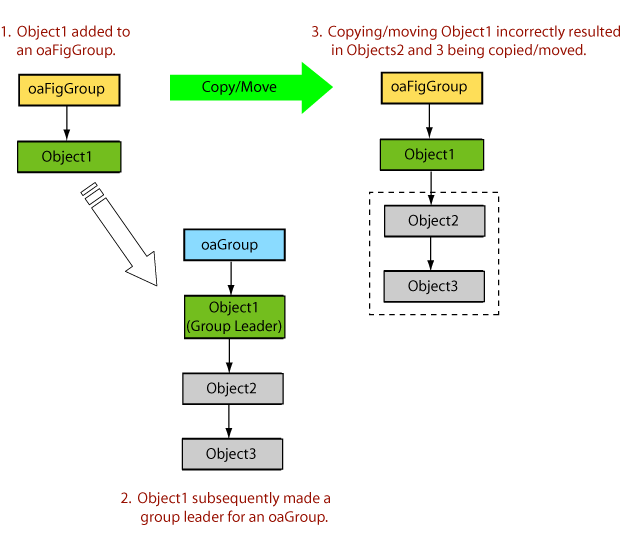 1. Object1 added to
an oaFigGroup.
oaFigGroup
Object1
Copy/Move
3. Copying/moving Object1 incorrectly resulted
in Objects2 and 3 being copied/moved.
oaFigGroup
Object1
Object2
Object3
oaGroup
Object1
(Group Leader)
Object2
Object3
2. Object1 subsequently made a
group leader for an oaGroup.